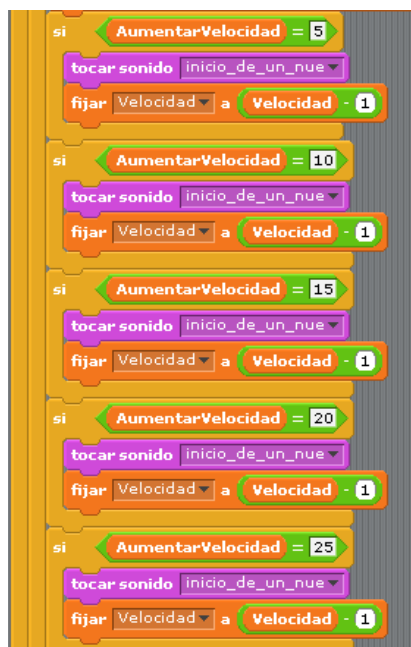 si AumentarVelocidad = 5
tocar sonido inicio_de_un_nue
fijar Velocidad a Velocidad - 1
si AumentarVelocidad = 10
tocar sonido inicio_de_un_nue
fijar Velocidad a Velocidad - 1
si AumentarVelocidad = 15
tocar sonido inicio_de_un_nue
fijar Velocidad a Velocidad - 1
si AumentarVelocidad = 20
tocar sonido inicio_de_un_nue
fijar Velocidad a Velocidad - 1
si AumentarVelocidad = 25
tocar sonido inicio_de_un_nue
fijar Velocidad a Velocidad - 1